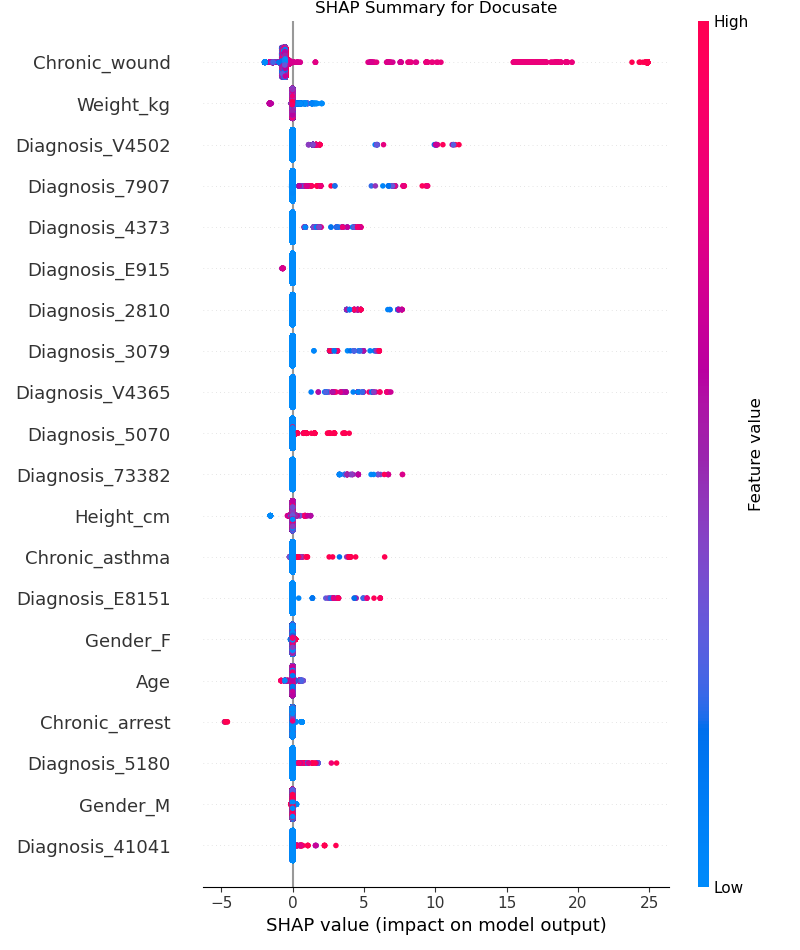 SHAP Summary for Docusate
High
Chronic_wound
Weight_kg
Diagnosis_V4502
Diagnosis_7907
Diagnosis_4373
Diagnosis_E915
Diagnosis_2810
Diagnosis_3079
Diagnosis_V4365
Diagnosis_5070
Diagnosis_73382
Height_cm
Chronic_asthma
Diagnosis_E8151
Gender_F
Age
Chronic_arrest
Diagnosis_5180
Gender_M
Diagnosis_41041
Feature value
Low
−5 0 5 10 15 20 25
SHAP value (impact on model output)